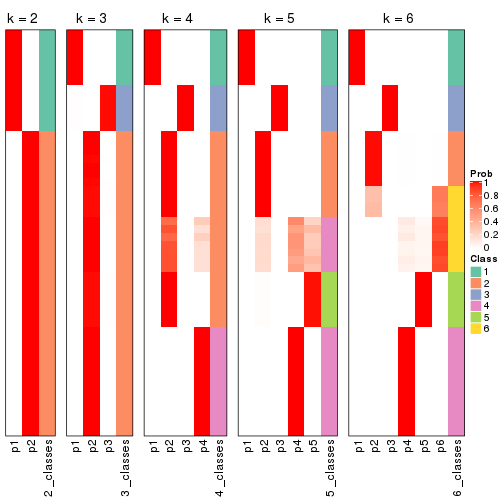 k = 2
k = 3
k = 4
k = 5
k = 6
p1
p2
2_classes
p1
p2
p3
3_classes
p1
p2
p3
p4
4_classes
p1
p2
p3
p4
p5
5_classes
p1
p2
p3
p4
p5
p6
6_classes
Prob
1
0.8
0.6
0.4
0.2
0
Class
1
2
3
4
5
6